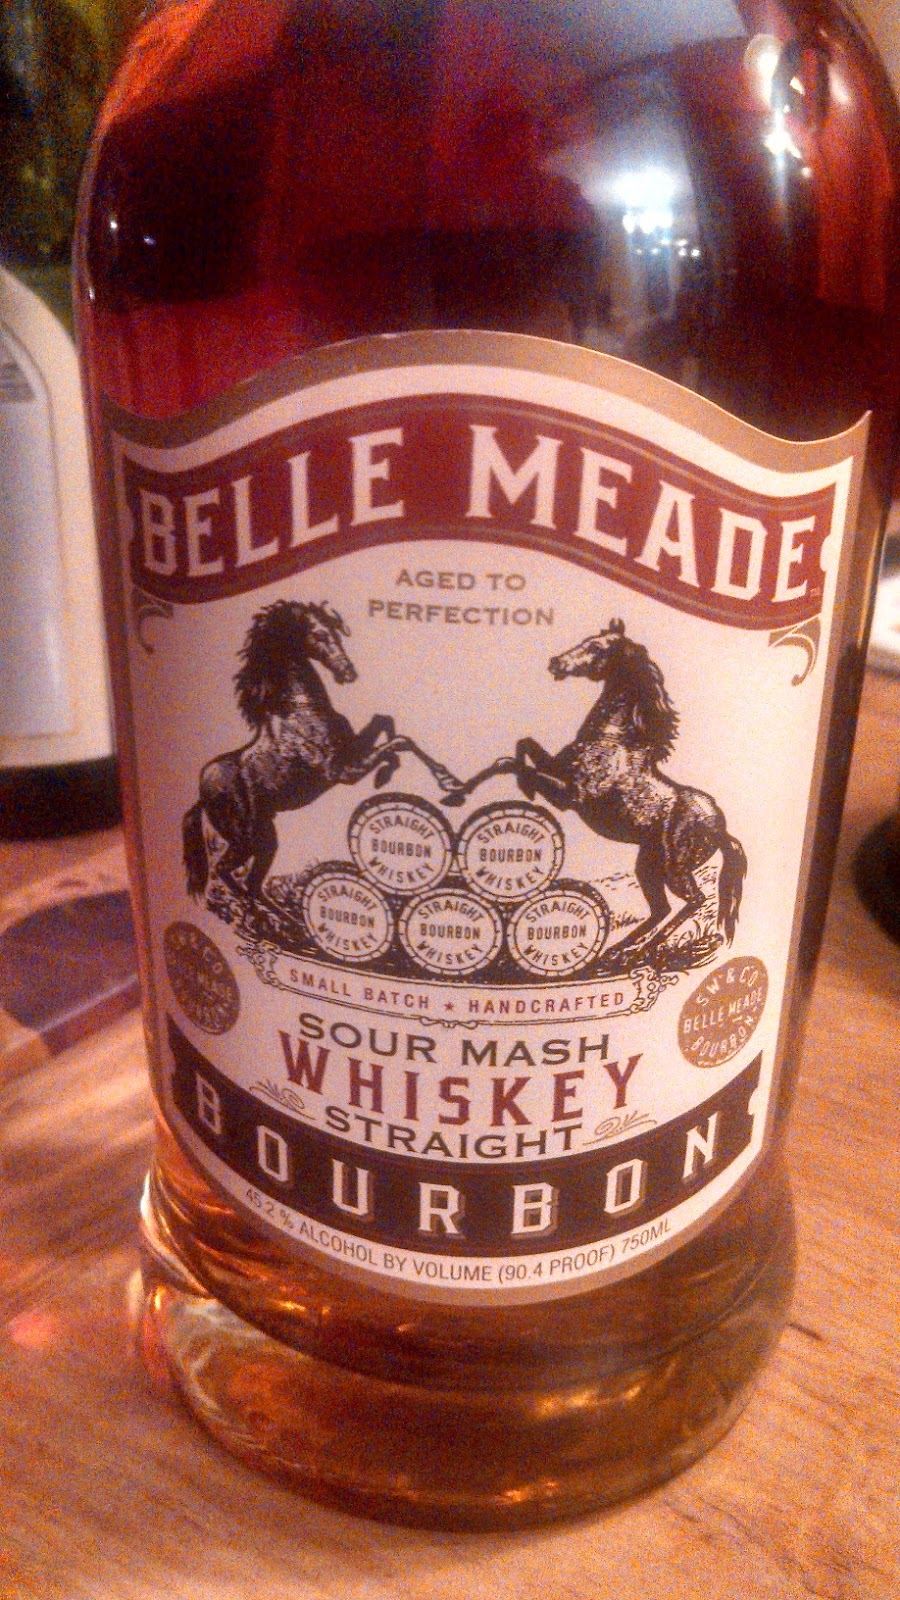 BELLE MEADE
AGED TO
PERFECTION
STRAIGHT
BOURBON
WHISKEY
STRAIGHT
BOURBON
WHISKEY
STRAIGHT
BOURBON
WHISKEY
STRAIGHT
BOURBON
WHISKEY
STRAIGHT
BOURBON
WHISKEY
SMALL BATCH ★ HANDCRAFTED
SW & CO
BELLE MEADE
BOURBON
SOUR MASH
WHISKEY
STRAIGHT
BOURBON
45.2 % ALCOHOL BY VOLUME (90.4 PROOF) 750ML